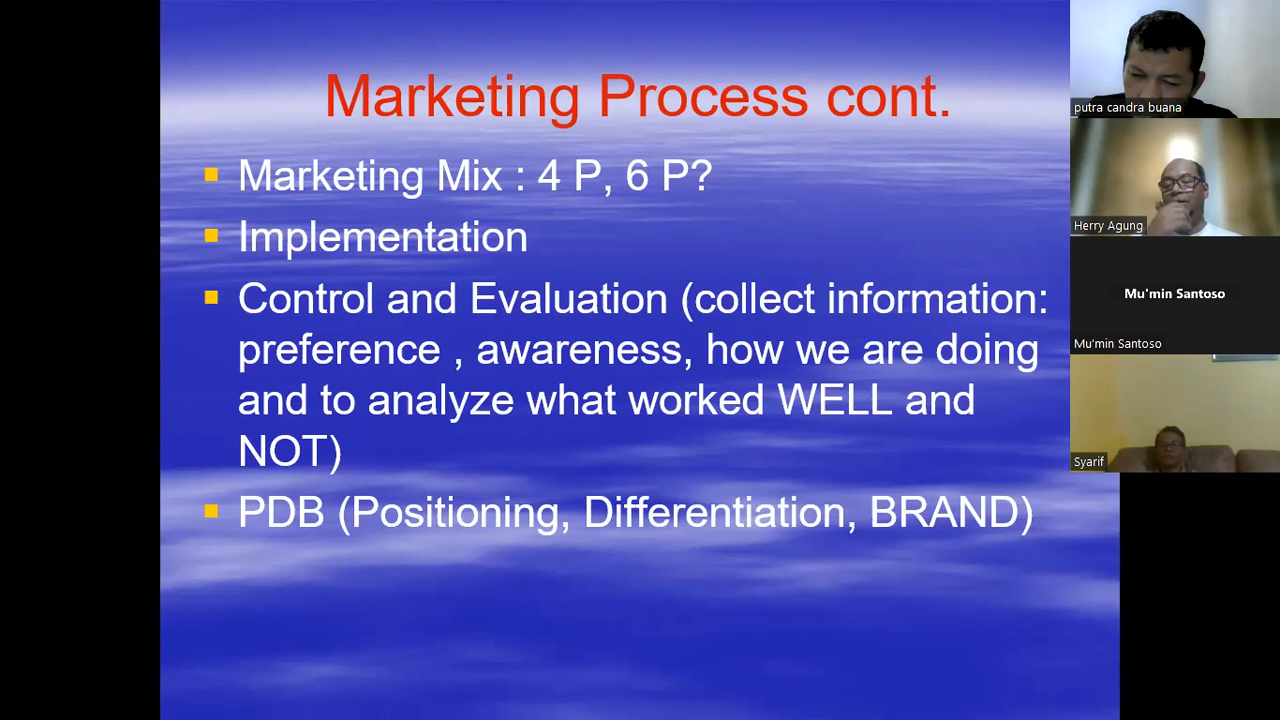 Marketing Process cont.
Marketing Mix : 4 P, 6 P?
Implementation
Control and Evaluation (collect information:
preference , awareness, how we are doing
and to analyze what worked WELL and
NOT)
PDB (Positioning, Differentiation, BRAND)
putra candra buana
Herry Agung
Mu'min Santoso
Mu'min Santoso
Syarif